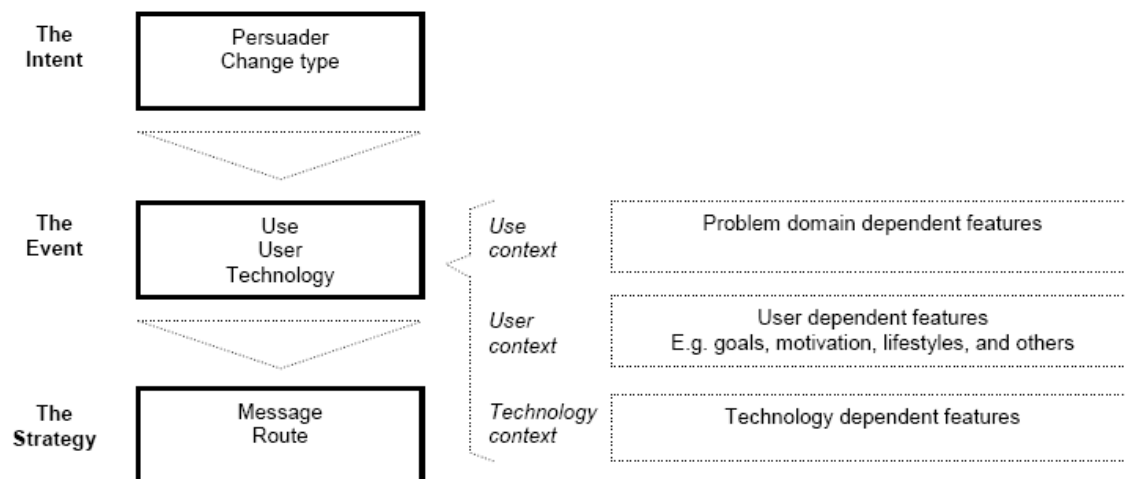 The
Intent
Persuader
Change type
The
Event
Use
User
Technology
Use
context
Problem domain dependent features
User
context
User dependent features
E.g. goals, motivation, lifestyles, and others
The
Strategy
Message
Route
Technology
context
Technology dependent features